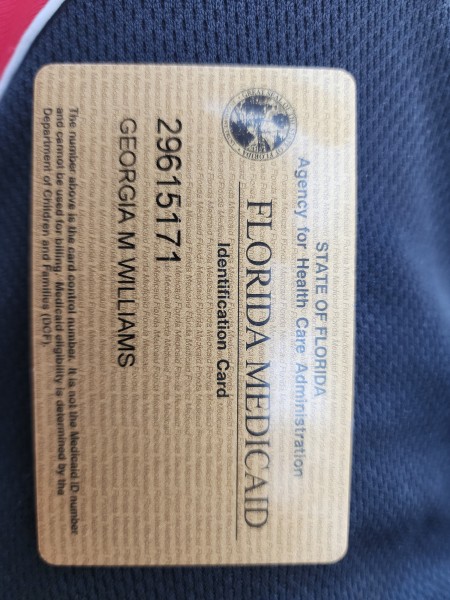 STATE OF FLORIDA
Agency for Health Care Administration
FLORIDA MEDICAID
Identification Card
29615171
GEORGIA M WILLIAMS
The number above is the card control number. It is not the Medicaid ID number
and cannot be used for billing. Medicaid eligibility is determined by the
Department of Children and Families (DCF).